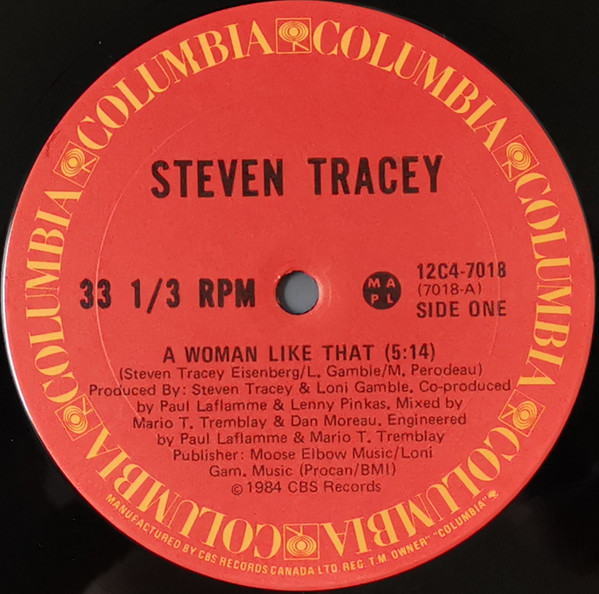 COLUMBIA COLUMBIA COLUMBIA COLUMBIA COLUMBIA COLUMBIA COLUMBIA COLUMBIA
STEVEN TRACEY
33 1/3 RPM
M A
P L
12C4-7018
(7018-A)
SIDE ONE
A WOMAN LIKE THAT (5:14)
(Steven Tracey Eisenberg/L. Gamble/M. Perodeau)
Produced By: Steven Tracey & Loni Gamble. Co-produced
by Paul Laflamme & Lenny Pinkas. Mixed by
Mario T. Tremblay & Dan Moreau. Engineered
by Paul Laflamme & Mario T. Tremblay
Publisher: Moose Elbow Music/Loni
Gam. Music (Procan/BMI)
© 1984 CBS Records
MANUFACTURED BY CBS RECORDS CANADA LTD. REG. T.M. OWNER "COLUMBIA"